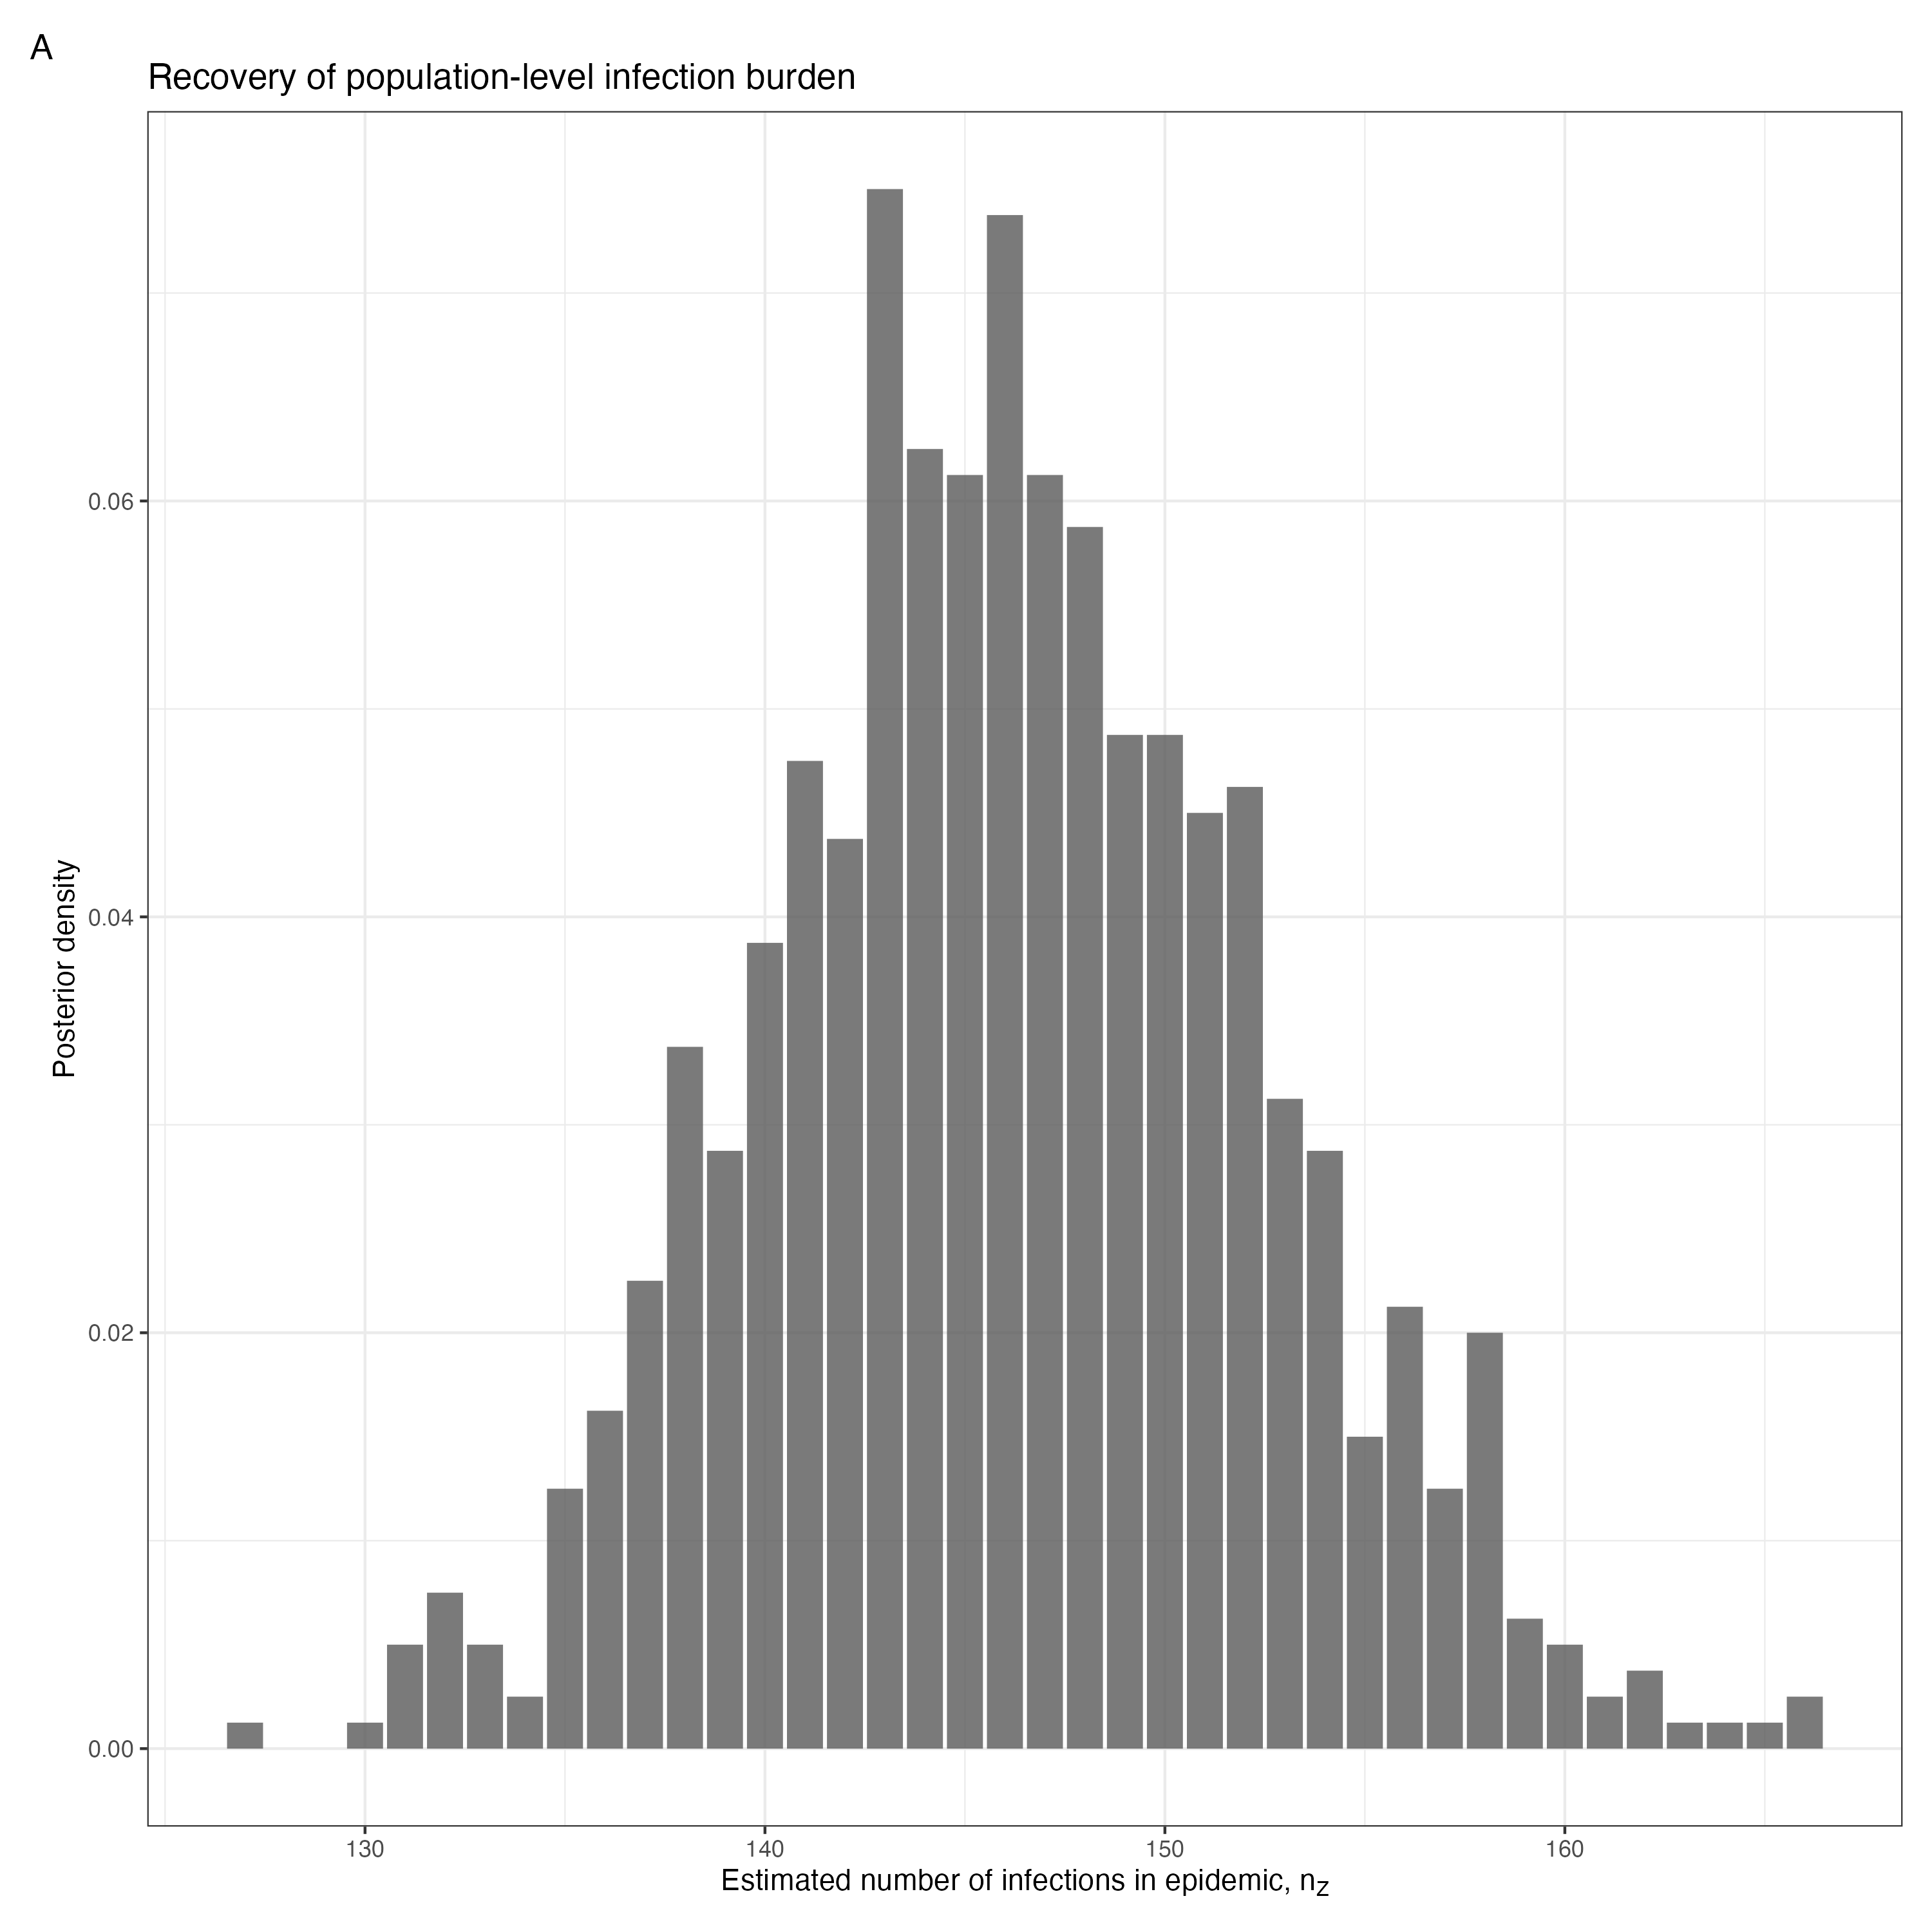 A
Recovery of population-level infection burden
Posterior density
0.06
0.04
0.02
0.00
130 140 150 160
Estimated number of infections in epidemic, nZ